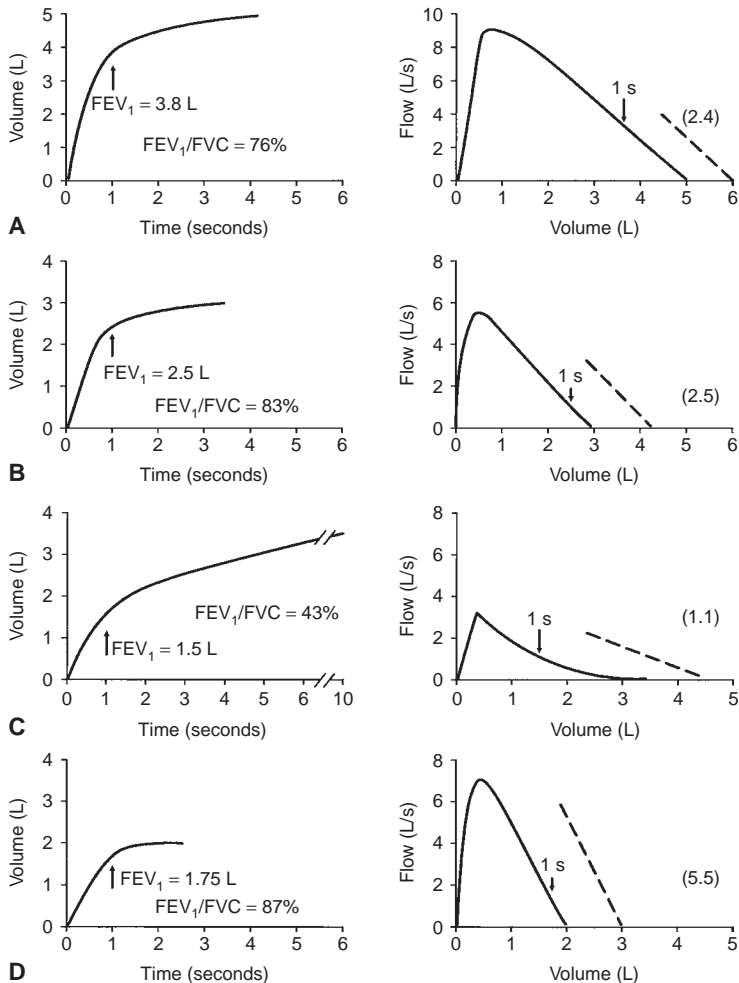 5
4
3
2
1
0
Volume (L)
FEV₁ = 3.8 L
FEV₁/FVC = 76%
0 1 2 3 4 5 6
Time (seconds)
A
10
8
6
4
2
0
Flow (L/s)
1 s
(2.4)
0 1 2 3 4 5 6
Volume (L)
4
3
2
1
0
Volume (L)
FEV₁ = 2.5 L
FEV₁/FVC = 83%
0 1 2 3 4 5 6
Time (seconds)
B
8
6
4
2
0
Flow (L/s)
1 s
(2.5)
0 1 2 3 4 5 6
Volume (L)
4
3
2
1
0
Volume (L)
FEV₁/FVC = 43%
FEV₁ = 1.5 L
0 1 2 3 4 5 6 10
Time (seconds)
C
8
6
4
2
0
Flow (L/s)
1 s
(1.1)
0 1 2 3 4 5
Volume (L)
4
3
2
1
0
Volume (L)
FEV₁ = 1.75 L
FEV₁/FVC = 87%
0 1 2 3 4 5 6
Time (seconds)
D
8
6
4
2
0
Flow (L/s)
1 s
(5.5)
0 1 2 3 4 5
Volume (L)